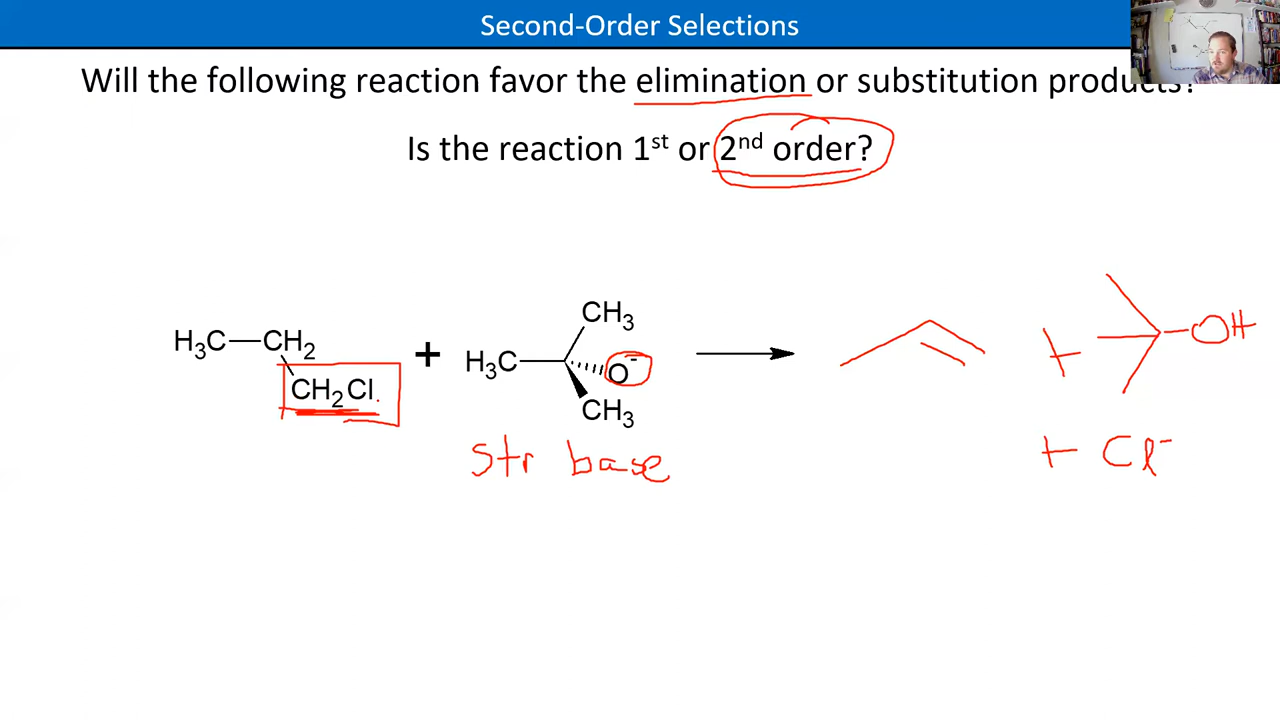 Second-Order Selections
Will the following reaction favor the elimination or substitution products?
Is the reaction 1st or 2nd order?
CH3
H3C—CH2 + H3C O- + OH
CH2Cl
CH3
Str base + Cl-